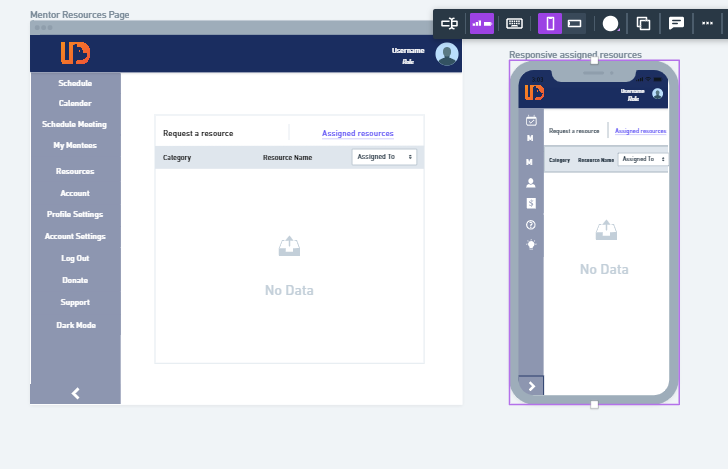 Mentor Resources Page
Username
Role
Schedule
Calender
Schedule Meeting
My Mentees
Resources
Account
Profile Settings
Account Settings
Log Out
Donate
Support
Dark Mode
Request a resource
Assigned resources
Category
Resource Name
Assigned To
No Data
Responsive assigned resources
Username
Role
M
M
Request a resource
Assigned resources
Category
Resource Name
Assigned To
No Data